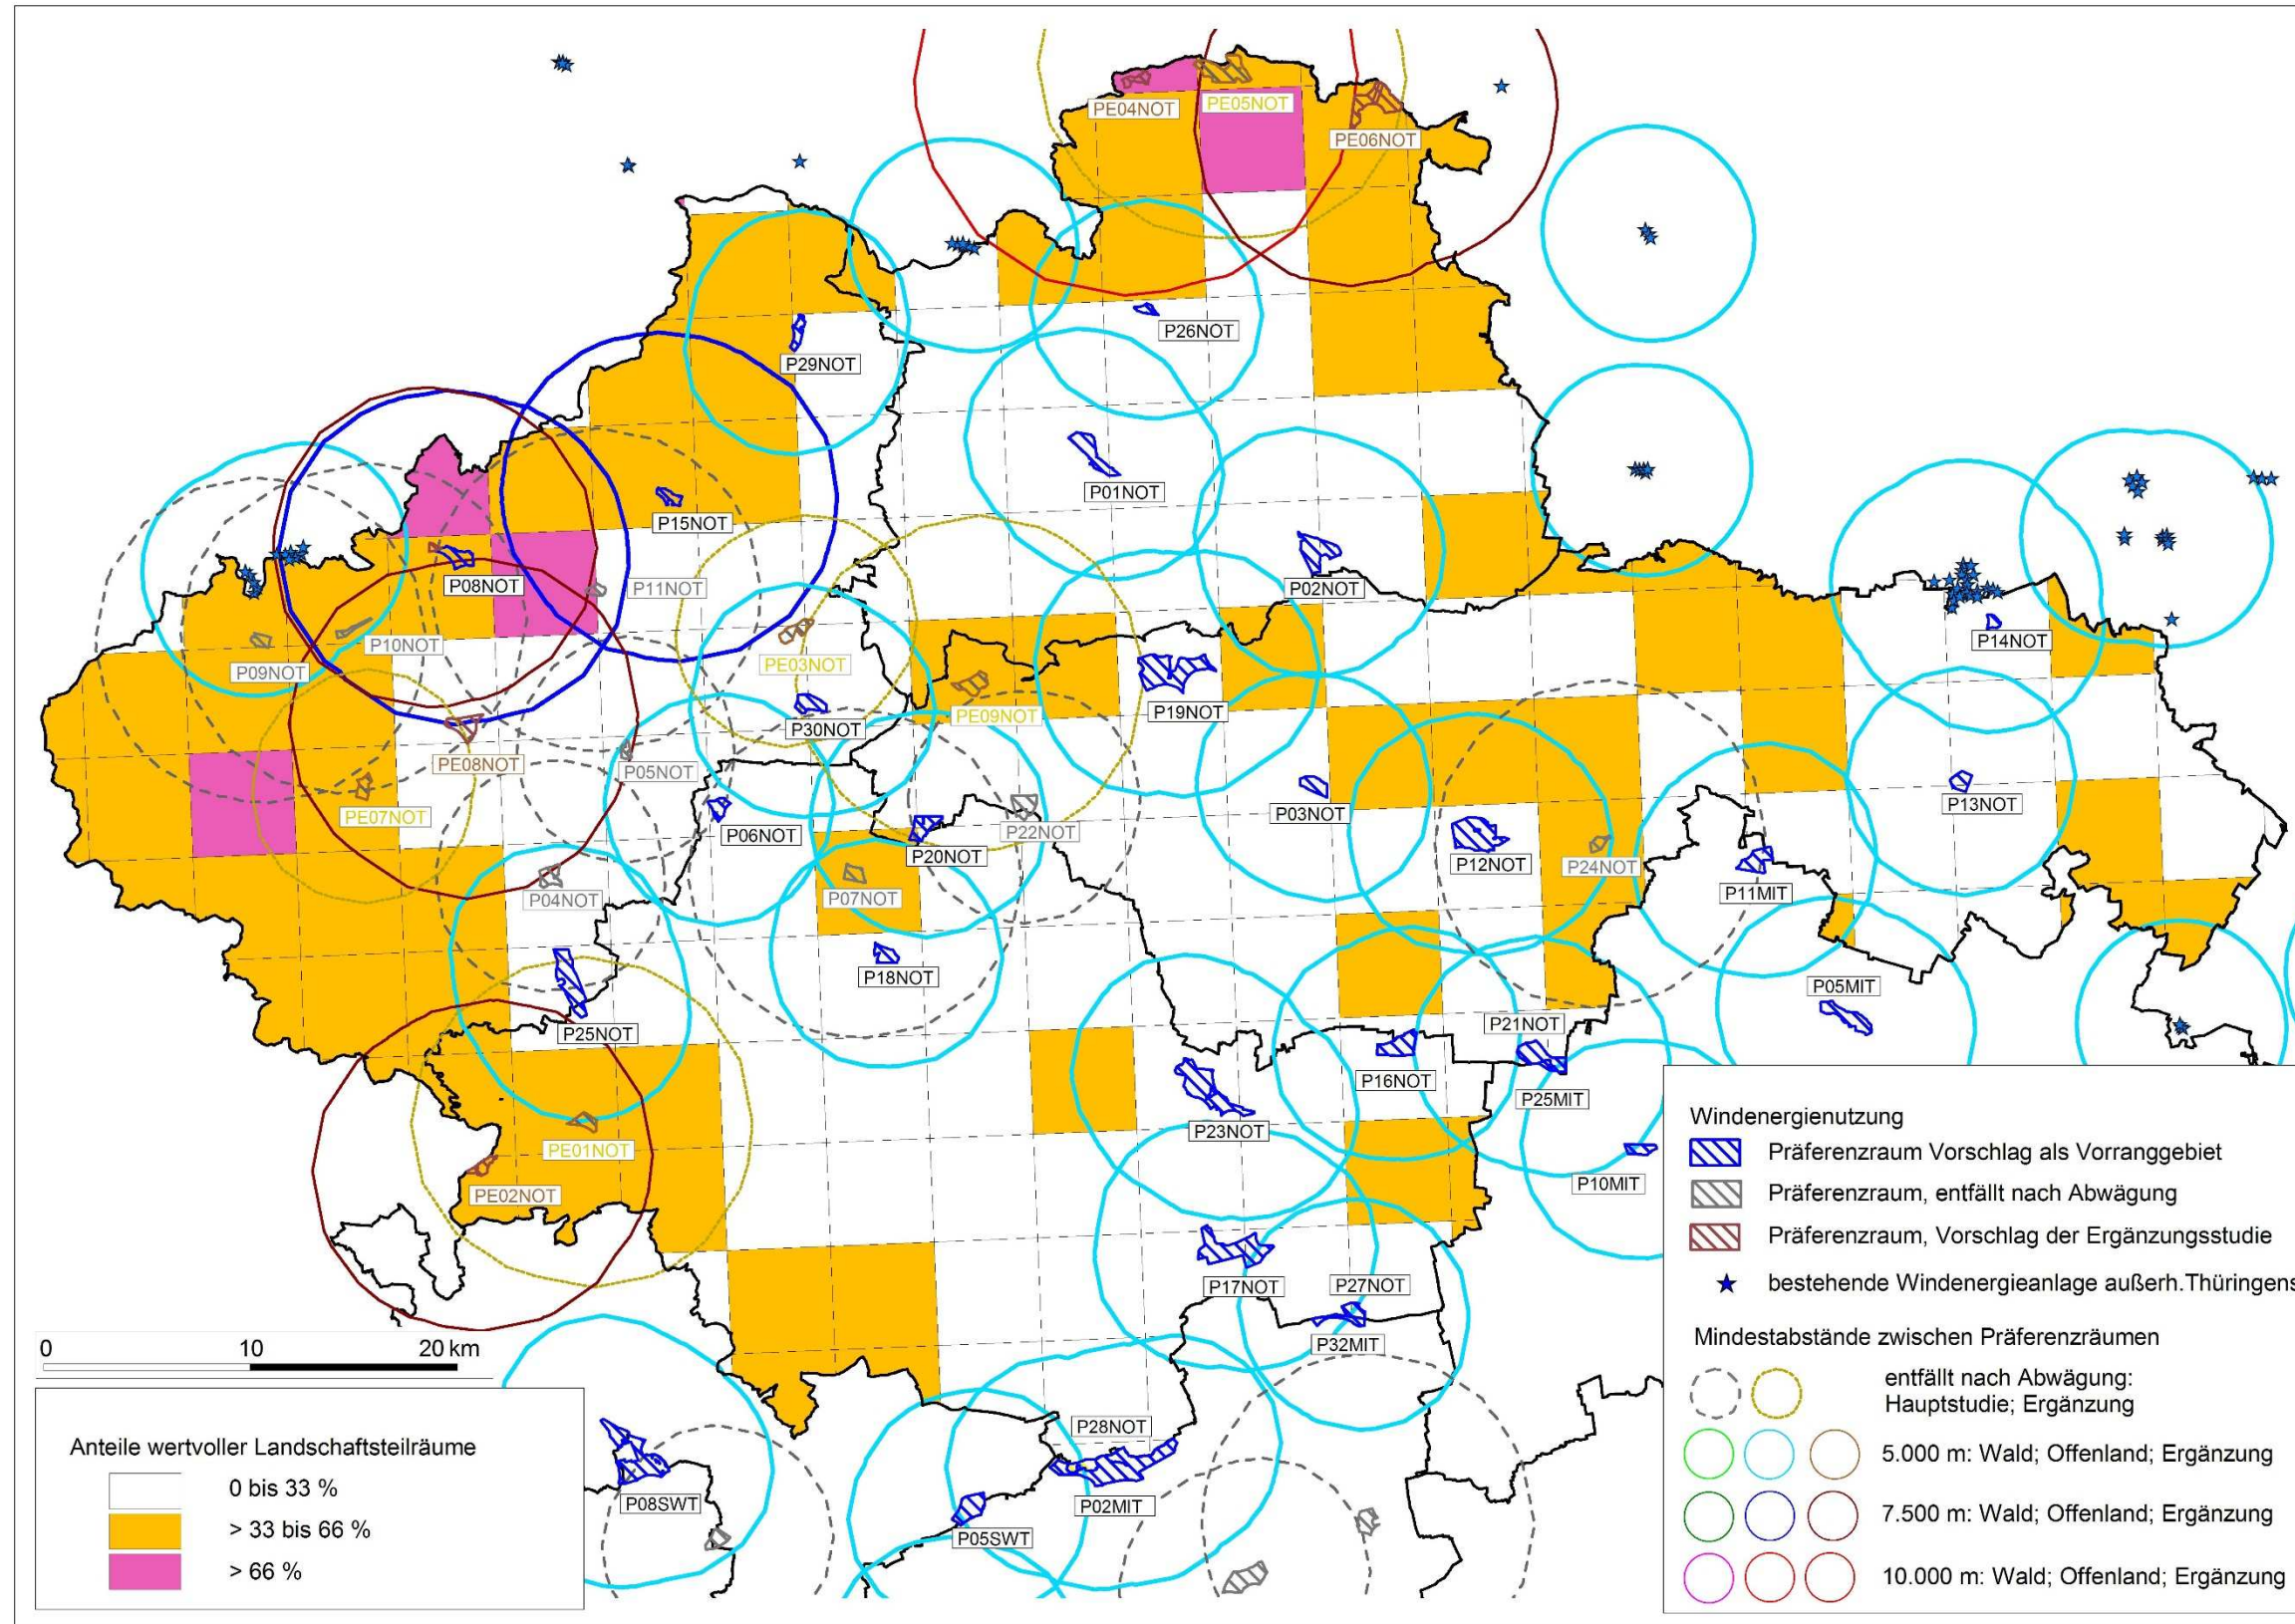 PE04NOT
PE05NOT
PE06NOT
P26NOT
P29NOT
P01NOT
P15NOT
P02NOT
P08NOT
P11NOT
P10NOT
P09NOT
PE03NOT
P14NOT
P19NOT
PE09NOT
P30NOT
PE08NOT
P05NOT
PE07NOT
P06NOT
P22NOT
P03NOT
P13NOT
P20NOT
P12NOT
P24NOT
P11MIT
P04NOT
P07NOT
P18NOT
P05MIT
P25NOT
P21NOT
P16NOT
P25MIT
P23NOT
PE01NOT
PE02NOT
P10MIT
P17NOT
P27NOT
P32MIT
P28NOT
P08SWT
P02MIT
P05SWT
0 10 20 km
Anteile wertvoller Landschaftsteilräume
0 bis 33 %
> 33 bis 66 %
> 66 %
Windenergienutzung
Präferenzraum Vorschlag als Vorranggebiet
Präferenzraum, entfällt nach Abwägung
Präferenzraum, Vorschlag der Ergänzungsstudie
bestehende Windenergieanlage außerh.Thüringens
Mindestabstände zwischen Präferenzräumen
entfällt nach Abwägung:
Hauptstudie; Ergänzung
5.000 m: Wald; Offenland; Ergänzung
7.500 m: Wald; Offenland; Ergänzung
10.000 m: Wald; Offenland; Ergänzung